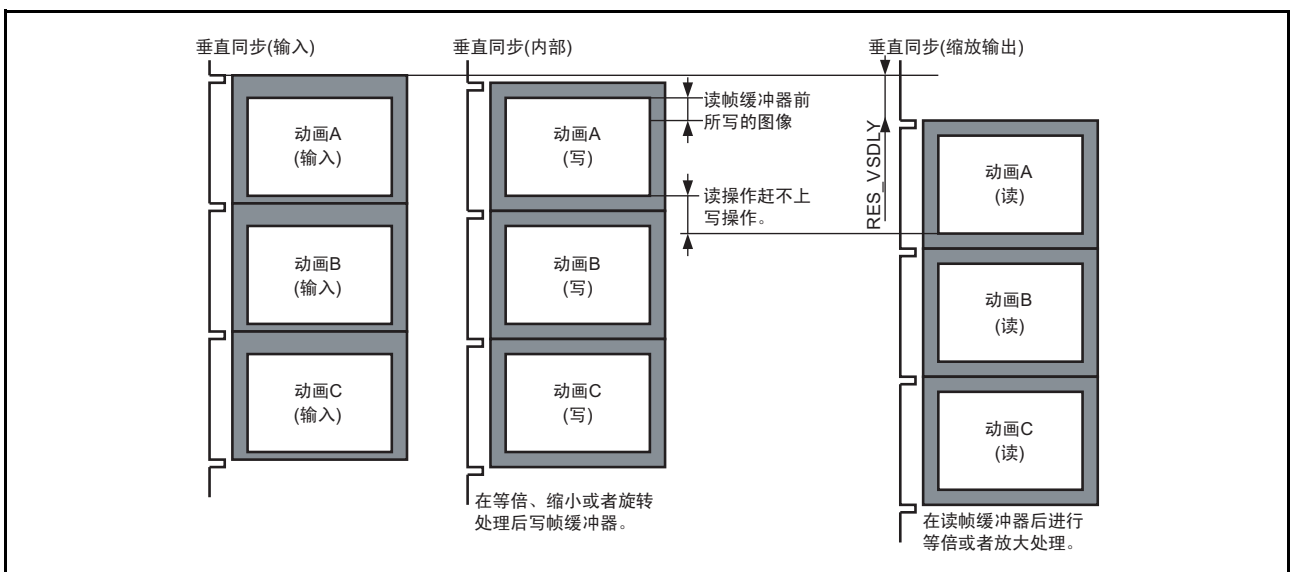 垂直同步(输入)
垂直同步(内部)
垂直同步(缩放输出)
动画A
(输入)
动画B
(输入)
动画C
(输入)
动画A
(写)
动画B
(写)
动画C
(写)
读帧缓冲器前
所写的图像
读操作赶不上
写操作。
RES_VSDLY
动画A
(读)
动画B
(读)
动画C
(读)
在等倍、缩小或者旋转
处理后写帧缓冲器。
在读帧缓冲器后进行
等倍或者放大处理。